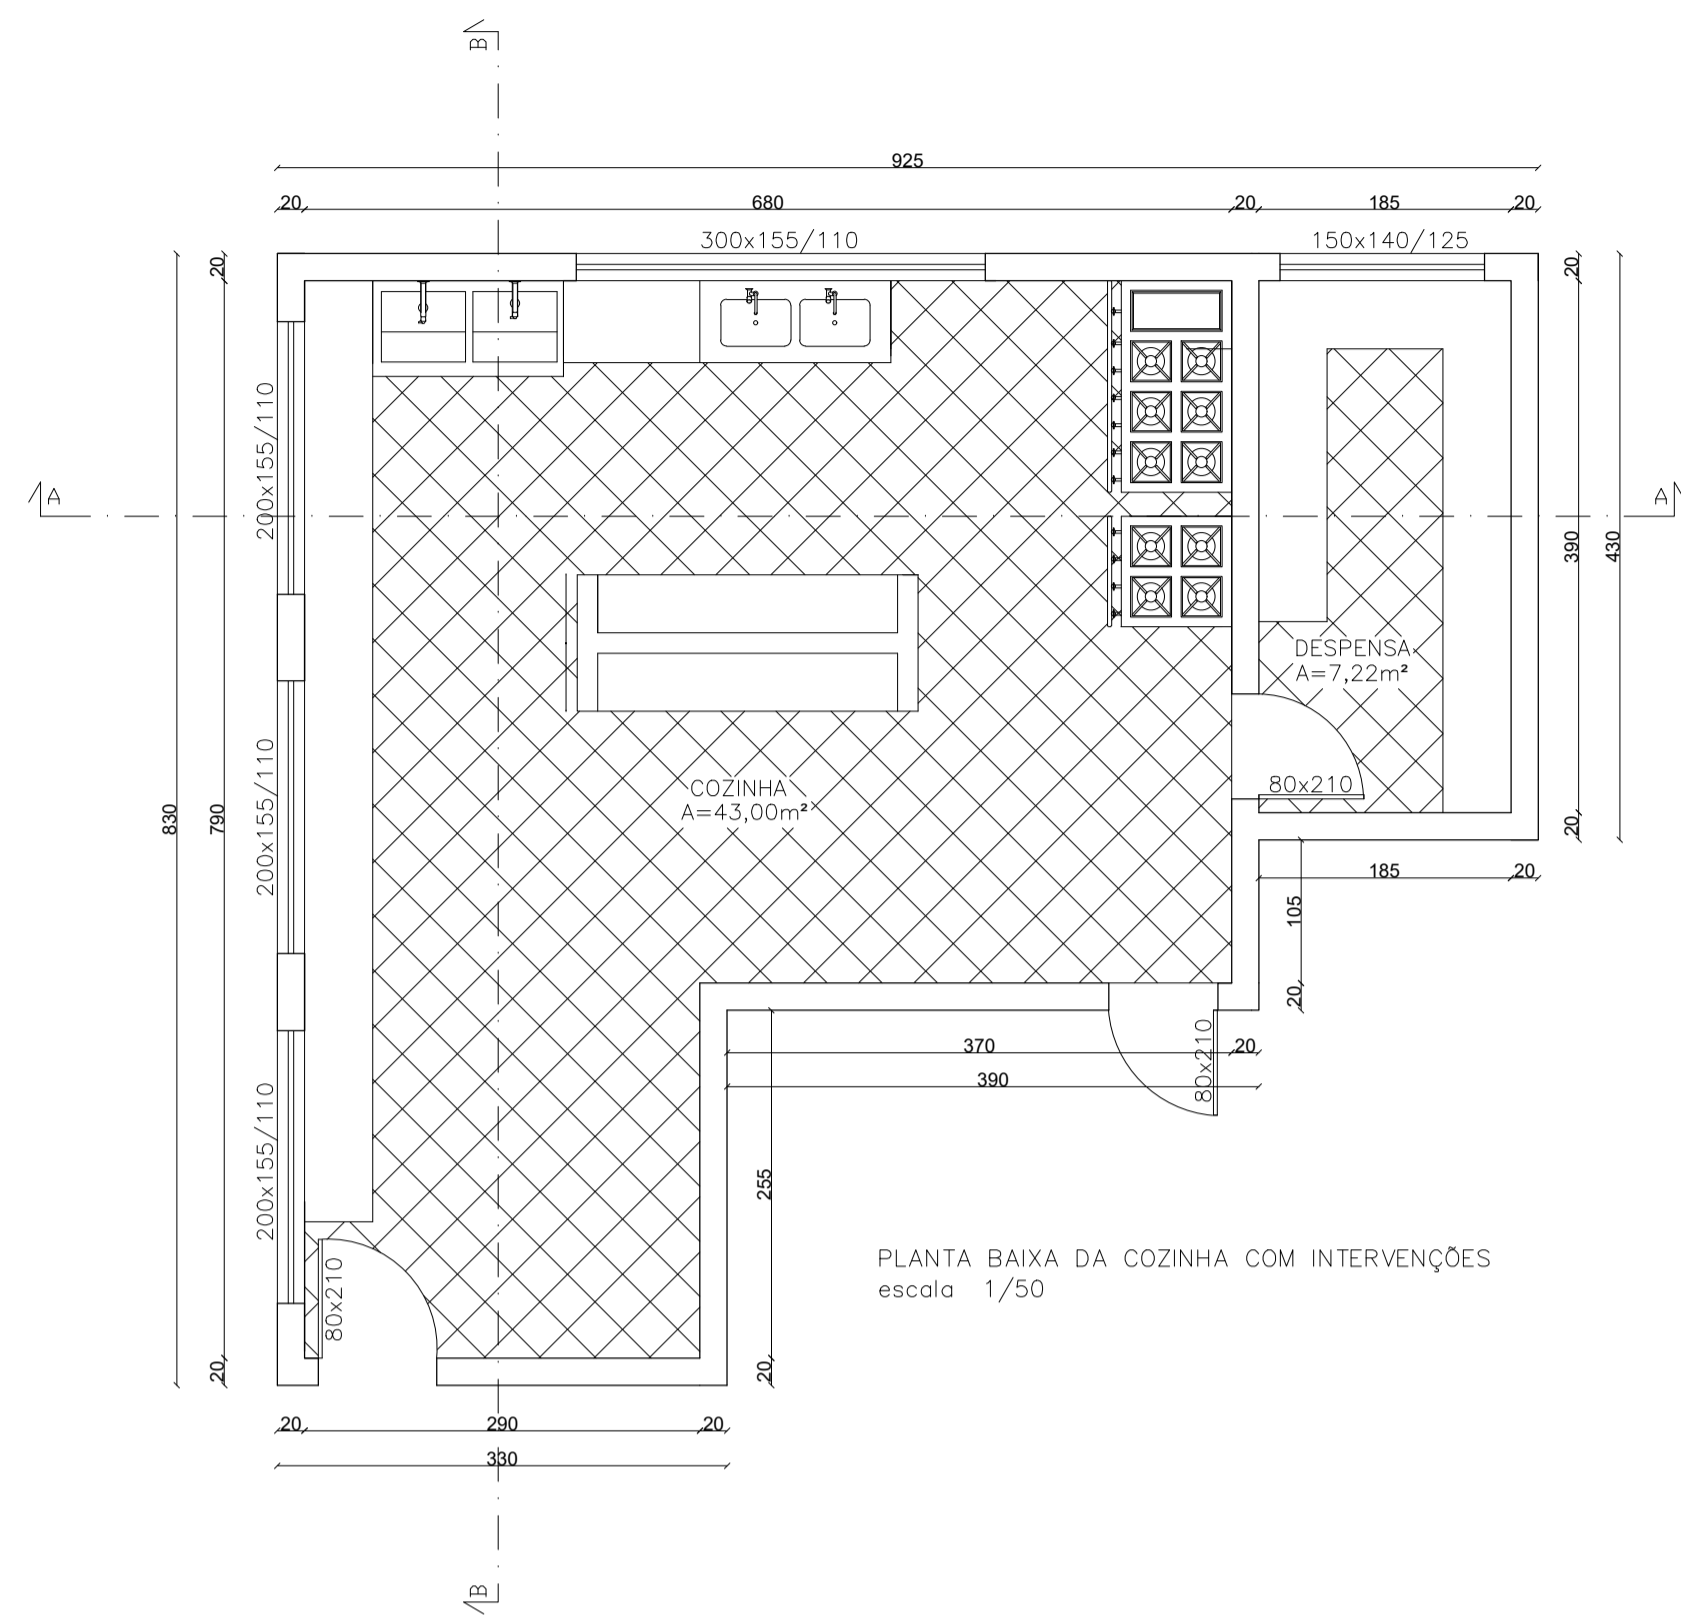 B
925
20
680
20
185
20
300x155/110
150x140/125
20
20
20
200x155/110
A
A
390
430
DESPENSA
A=7,22m²
80x210
COZINHA
A=43,00m²
200x155/110
830
790
20
185
20
105
20
370
20
390
80x210
200x155/110
255
80x210
PLANTA BAIXA DA COZINHA COM INTERVENÇÕES
escala 1/50
20
20
20
290
20
330
B